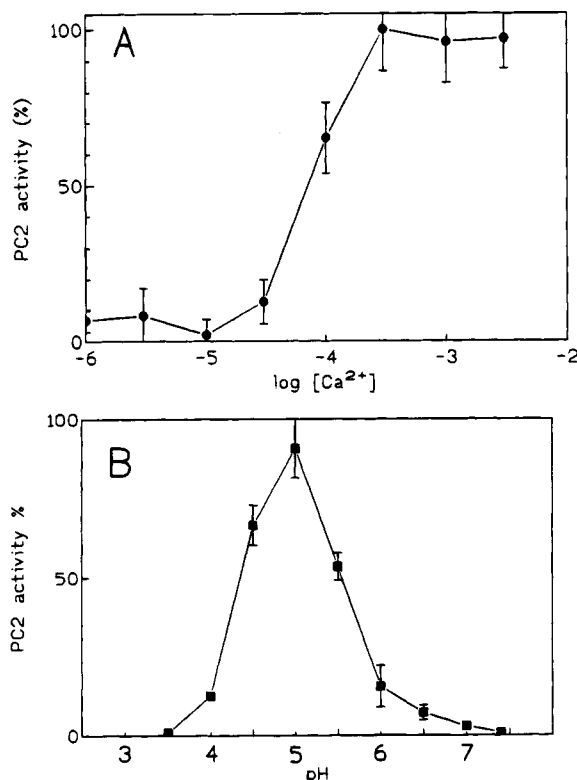 A
PC2 activity (%)
100
50
0
-6 -5 -4 -3 -2
log [Ca²⁺]
B
PC2 activity %
100
50
0
3 4 5 6 7
pH